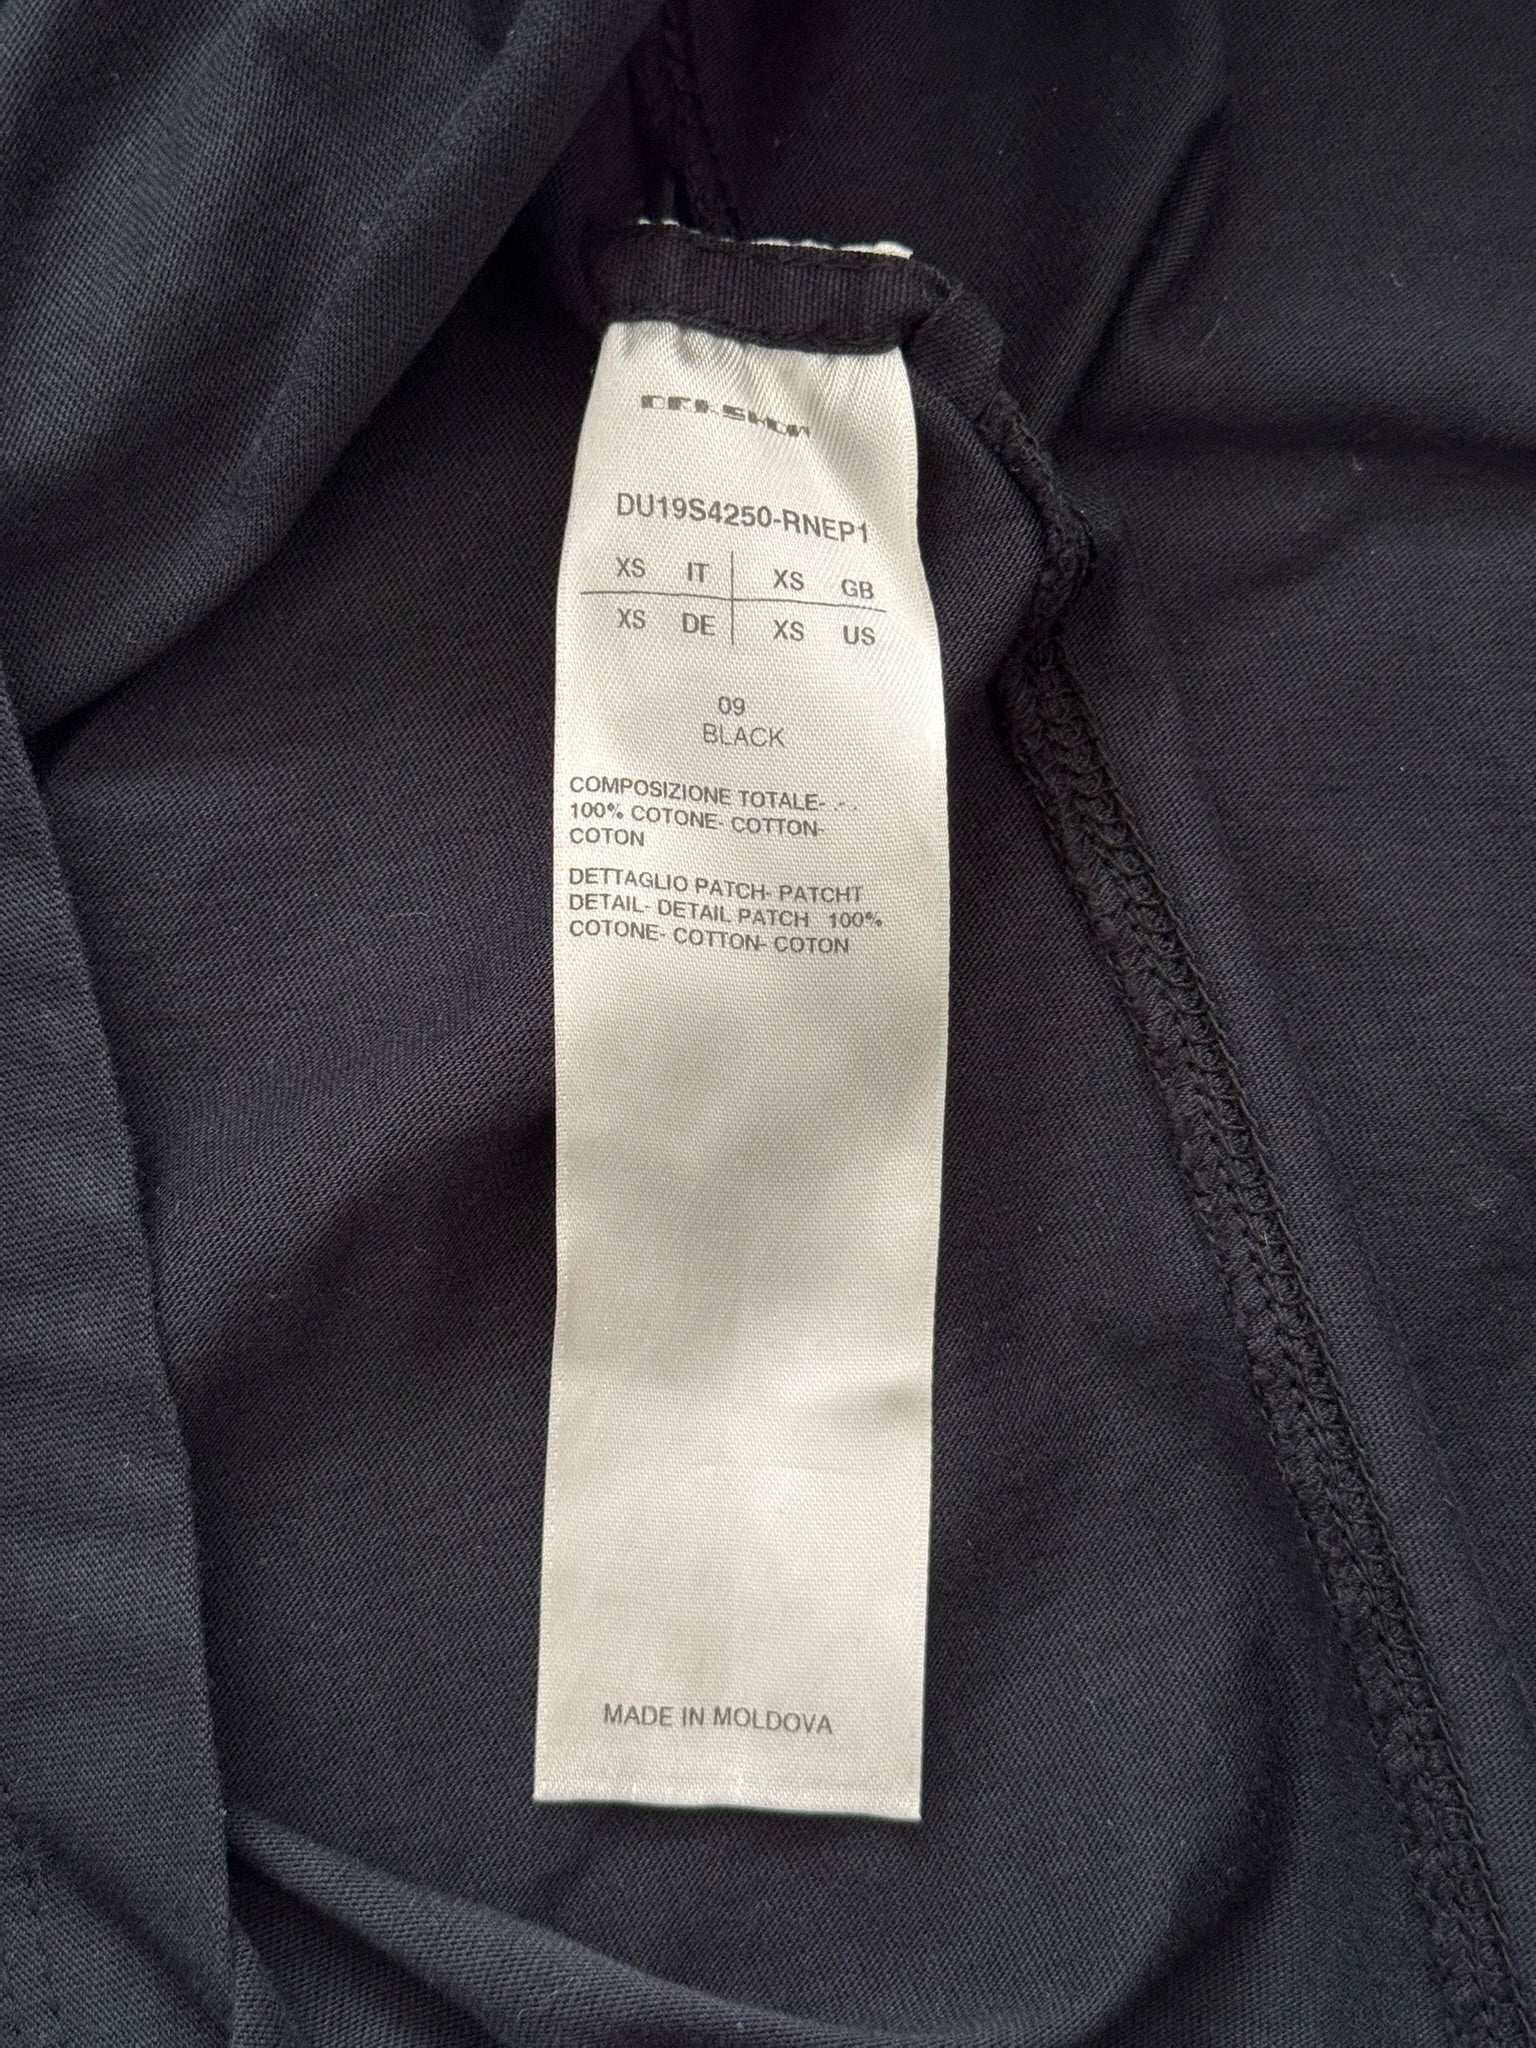 DRKSHDW
DU19S4250-RNEP1
XS IT XS GB
XS DE XS US
09
BLACK
COMPOSIZIONE TOTALE- .- .
100% COTONE- COTTON-
COTON
DETTAGLIO PATCH- PATCHT
DETAIL- DETAIL PATCH 100%
COTONE- COTTON- COTON
MADE IN MOLDOVA